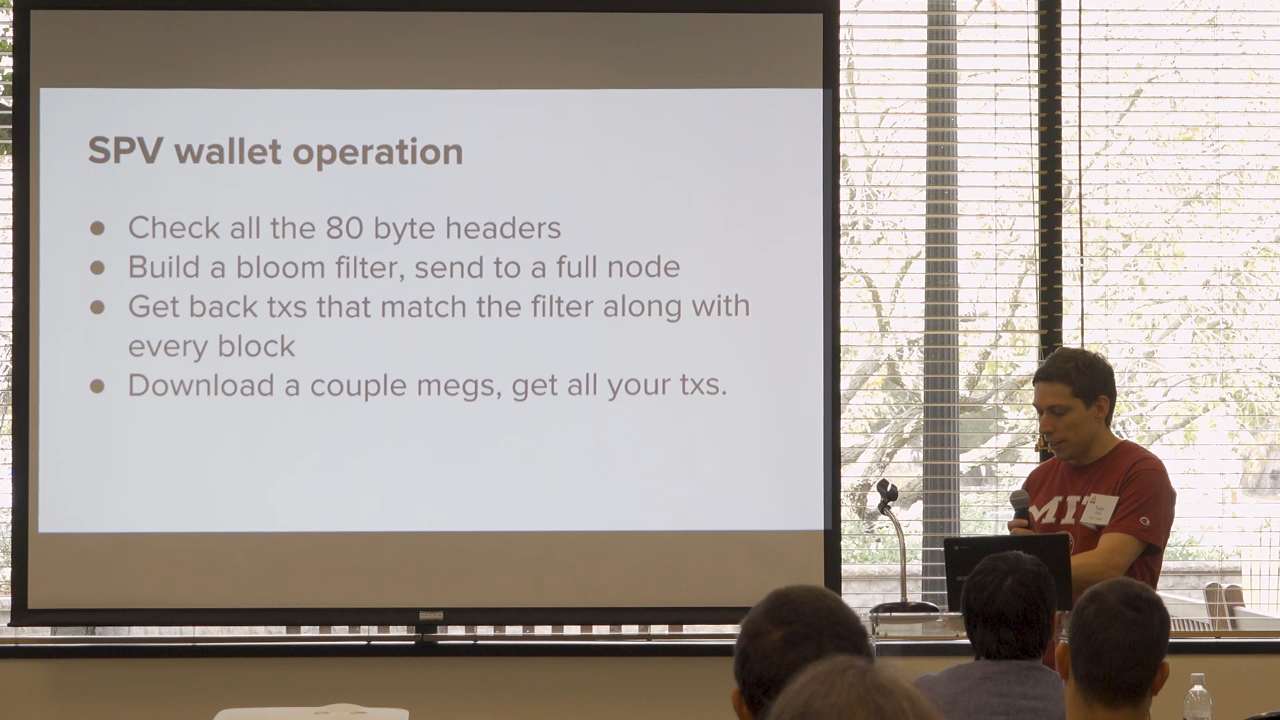 SPV wallet operation
● Check all the 80 byte headers
● Build a bloom filter, send to a full node
● Get back txs that match the filter along with
every block
● Download a couple megs, get all your txs.
MIT